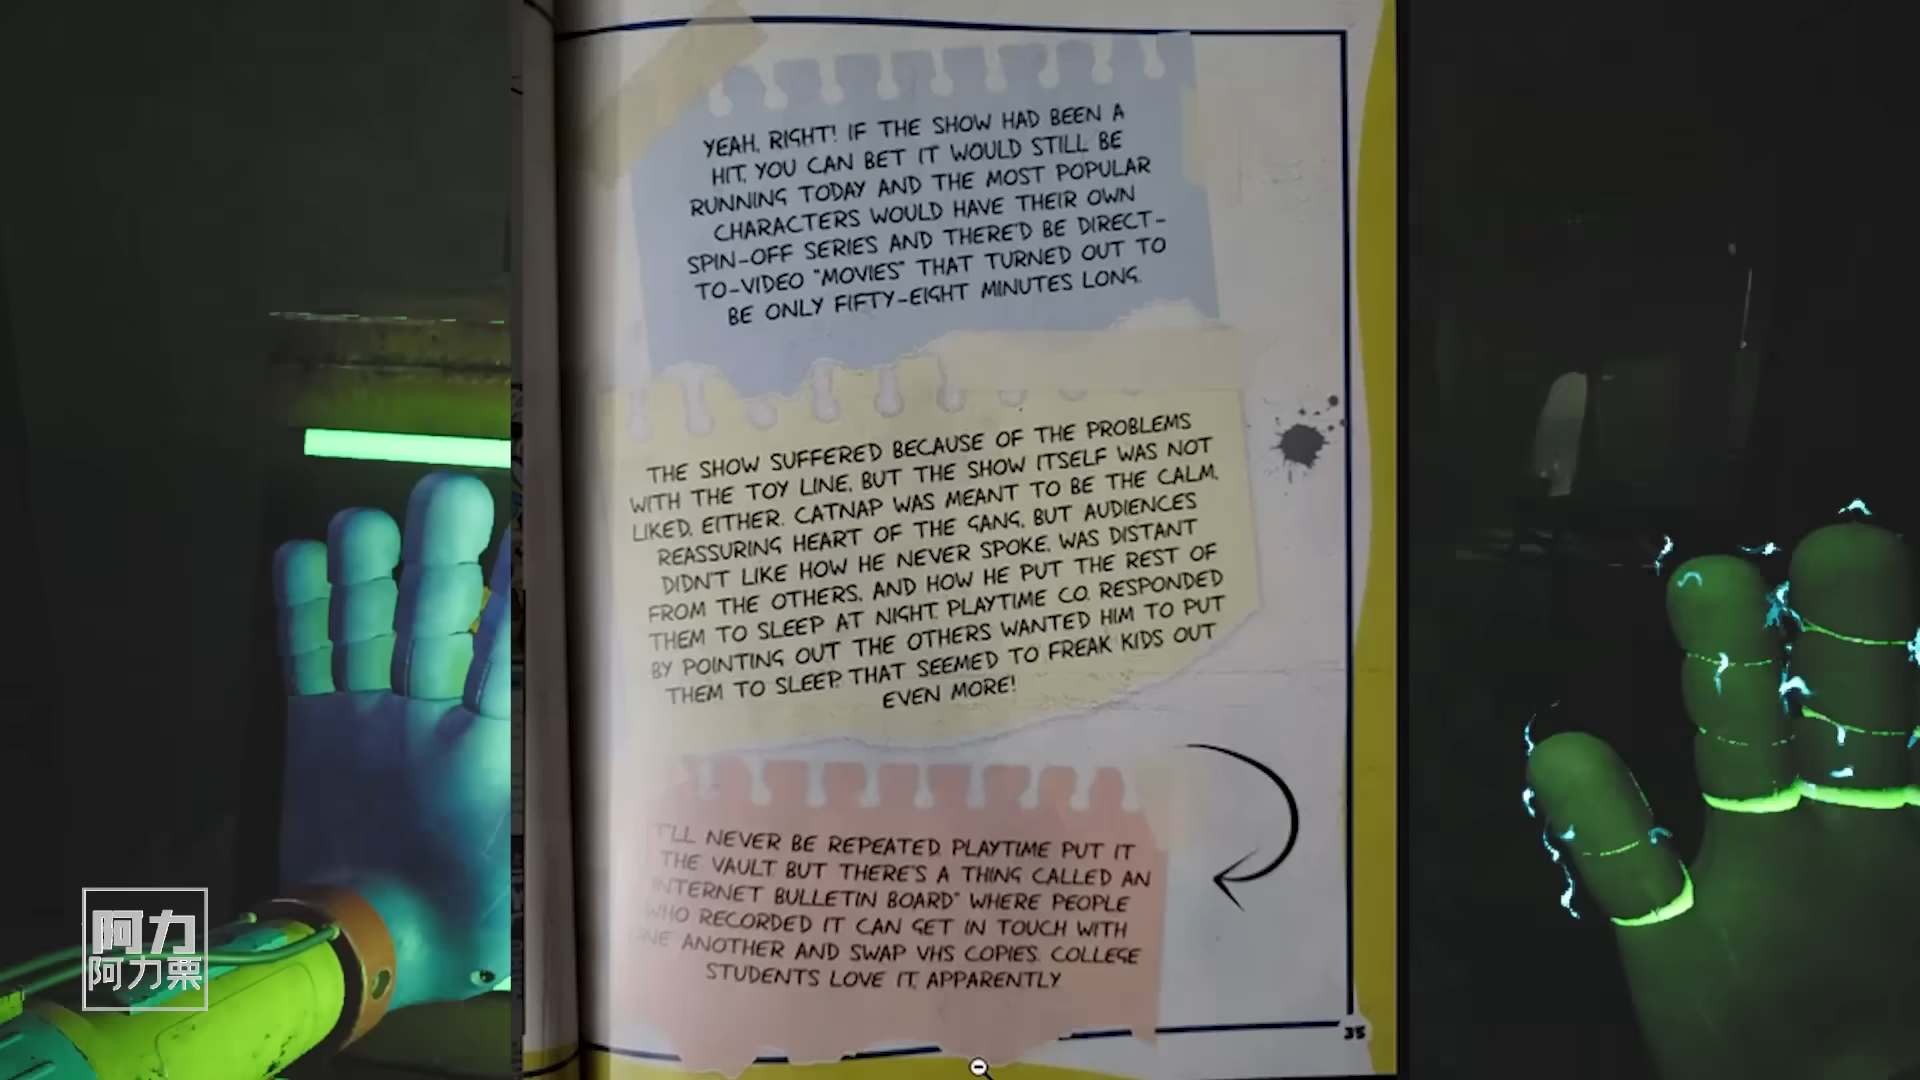 YEAH, RIGHT! IF THE SHOW HAD BEEN A
HIT, YOU CAN BET IT WOULD STILL BE
RUNNING TODAY AND THE MOST POPULAR
CHARACTERS WOULD HAVE THEIR OWN
SPIN-OFF SERIES AND THERE'D BE DIRECT-
TO-VIDEO "MOVIES" THAT TURNED OUT TO
BE ONLY FIFTY-EIGHT MINUTES LONG.
THE SHOW SUFFERED BECAUSE OF THE PROBLEMS
WITH THE TOY LINE, BUT THE SHOW ITSELF WAS NOT
LIKED, EITHER. CATNAP WAS MEANT TO BE THE CALM,
REASSURING HEART OF THE GANG, BUT AUDIENCES
DIDN'T LIKE HOW HE NEVER SPOKE, WAS DISTANT
FROM THE OTHERS, AND HOW HE PUT THE REST OF
THEM TO SLEEP AT NIGHT. PLAYTIME CO. RESPONDED
BY POINTING OUT THE OTHERS WANTED HIM TO PUT
THEM TO SLEEP. THAT SEEMED TO FREAK KIDS OUT
EVEN MORE!
T'LL NEVER BE REPEATED. PLAYTIME PUT IT
THE VAULT. BUT THERE'S A THING CALLED AN
INTERNET BULLETIN BOARD" WHERE PEOPLE
WHO RECORDED IT CAN GET IN TOUCH WITH
ONE ANOTHER AND SWAP VHS COPIES. COLLEGE
STUDENTS LOVE IT, APPARENTLY
35
阿力
阿力栗